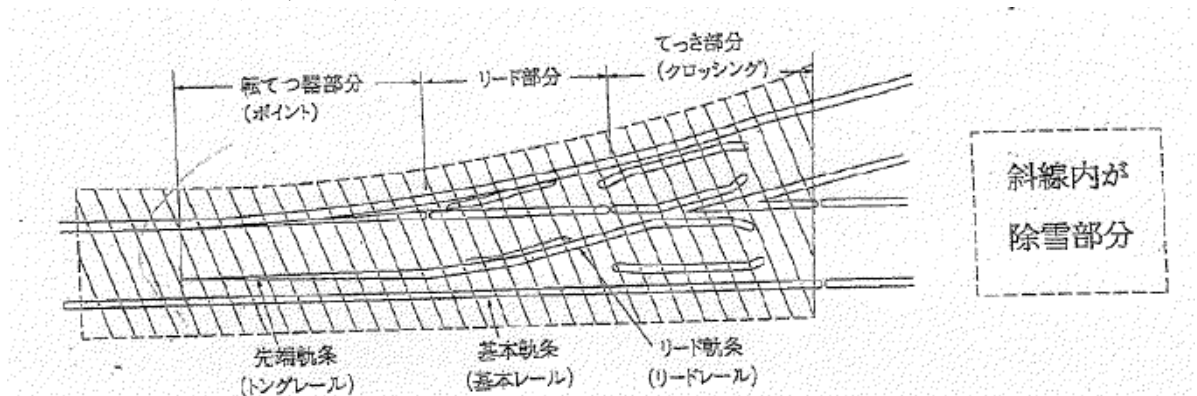 転てつ器部分
(ポイント)
リード部分
てっさ部分
(クロッシング)
斜線内が
除雪部分
先端軌条
(トングレール)
基本軌条
(基本レール)
リード軌条
(リードレール)